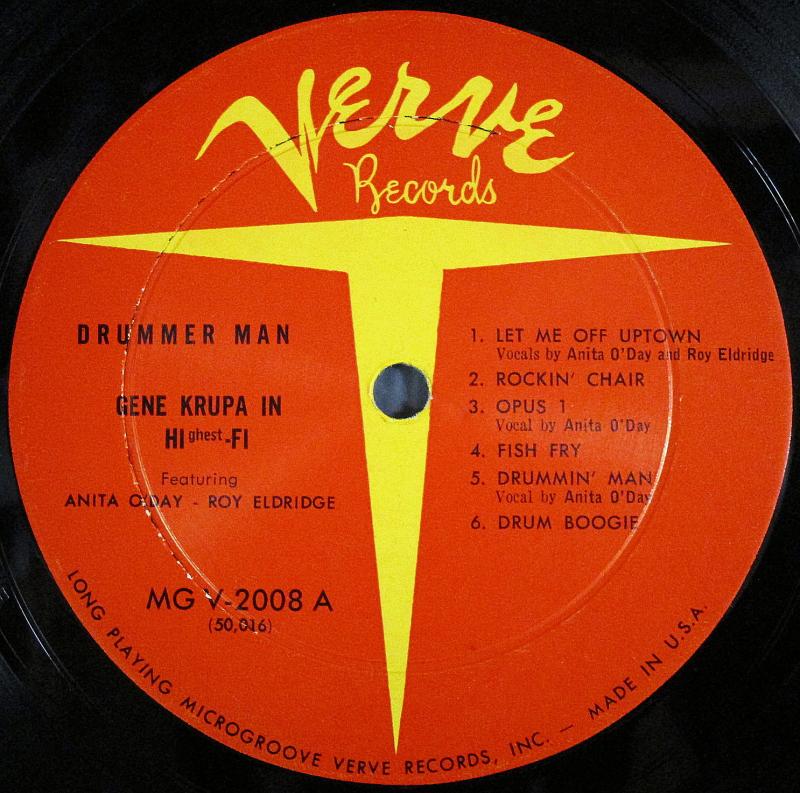 Verve
Records
DRUMMER MAN
GENE KRUPA IN
HIghest-FI
Featuring
ANITA O'DAY - ROY ELDRIDGE
MG V-2008 A
(50,016)
1. LET ME OFF UPTOWN
Vocals by Anita O'Day and Roy Eldridge
2. ROCKIN' CHAIR
3. OPUS 1
Vocal by Anita O'Day
4. FISH FRY
5. DRUMMIN' MAN
Vocal by Anita O'Day
6. DRUM BOOGIE
LONG PLAYING MICROGROOVE VERVE RECORDS, INC. — MADE IN U.S.A.